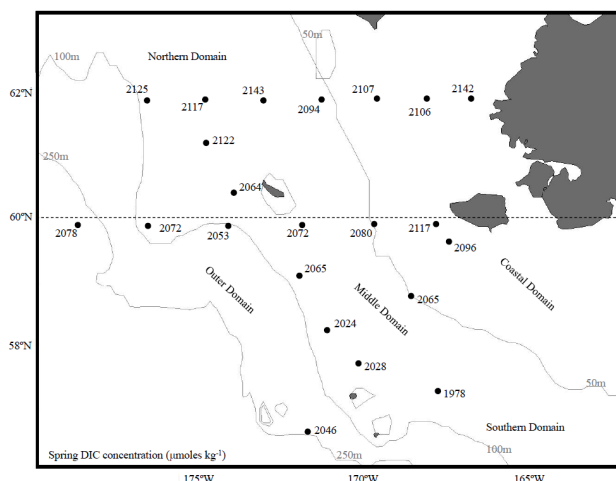 50m
Northern Domain
100m
62°N
2125
2117
2143
2094
2107
2106
2142
2122
250m
2064
60°N
2078
2072
2053
2072
2080
2117
2096
Outer Domain
2065
Middle Domain
2065
Coastal Domain
2024
58°N
2028
1978
50m
2046
Southern Domain
100m
250m
Spring DIC concentration (µmoles kg⁻¹)
175°W
170°W
165°W